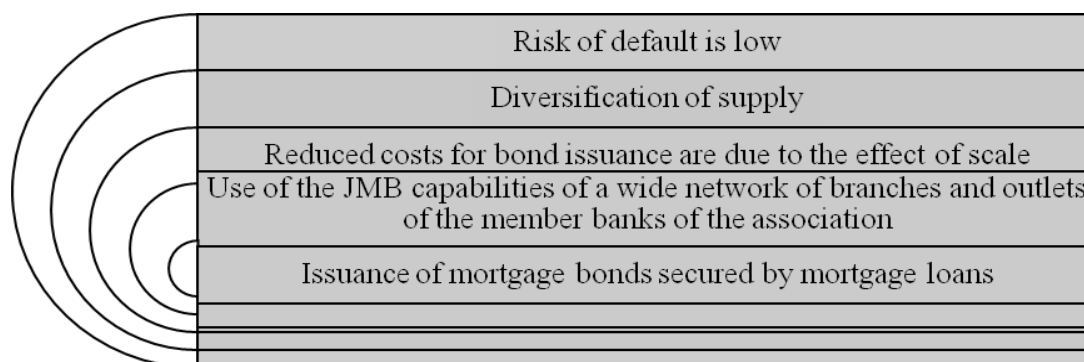 Risk of default is low
Diversification of supply
Reduced costs for bond issuance are due to the effect of scale
Use of the JMB capabilities of a wide network of branches and outlets
of the member banks of the association
Issuance of mortgage bonds secured by mortgage loans